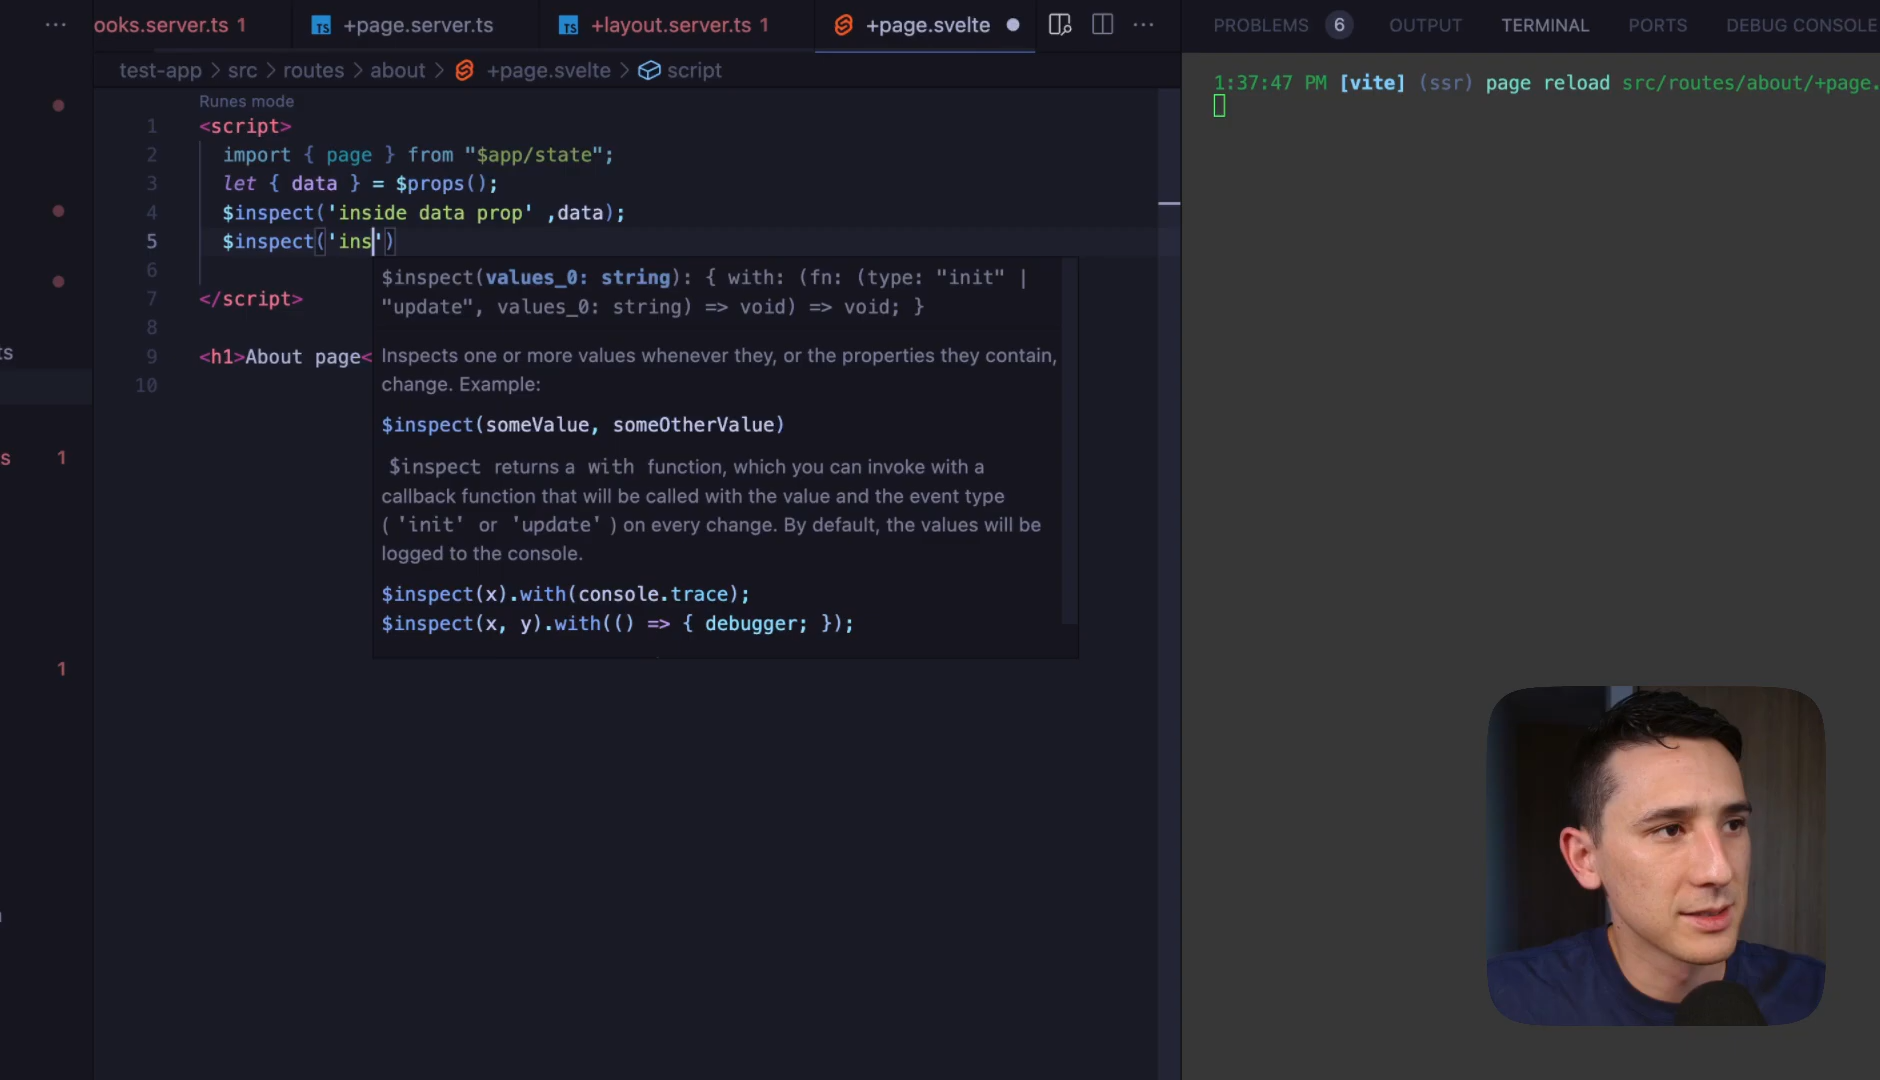 ooks.server.ts 1
+page.server.ts
+layout.server.ts 1
+page.svelte
test-app > src > routes > about > +page.svelte > script
Runes mode
1 <script>
2 import { page } from "$app/state";
3 let { data } = $props();
4 $inspect('inside data prop' ,data);
5 $inspect('ins')
6
7 </script>
8
9 <h1>About page<
10
$inspect(values_0: string): { with: (fn: (type: "init" |
"update", values_0: string) => void) => void; }
Inspects one or more values whenever they, or the properties they contain,
change. Example:
$inspect(someValue, someOtherValue)
$inspect returns a with function, which you can invoke with a
callback function that will be called with the value and the event type
( 'init' or 'update' ) on every change. By default, the values will be
logged to the console.
$inspect(x).with(console.trace);
$inspect(x, y).with(() => { debugger; });
ts
s 1
1
PROBLEMS 6 OUTPUT TERMINAL PORTS DEBUG CONSOLE
1:37:47 PM [vite] (ssr) page reload src/routes/about/+page.